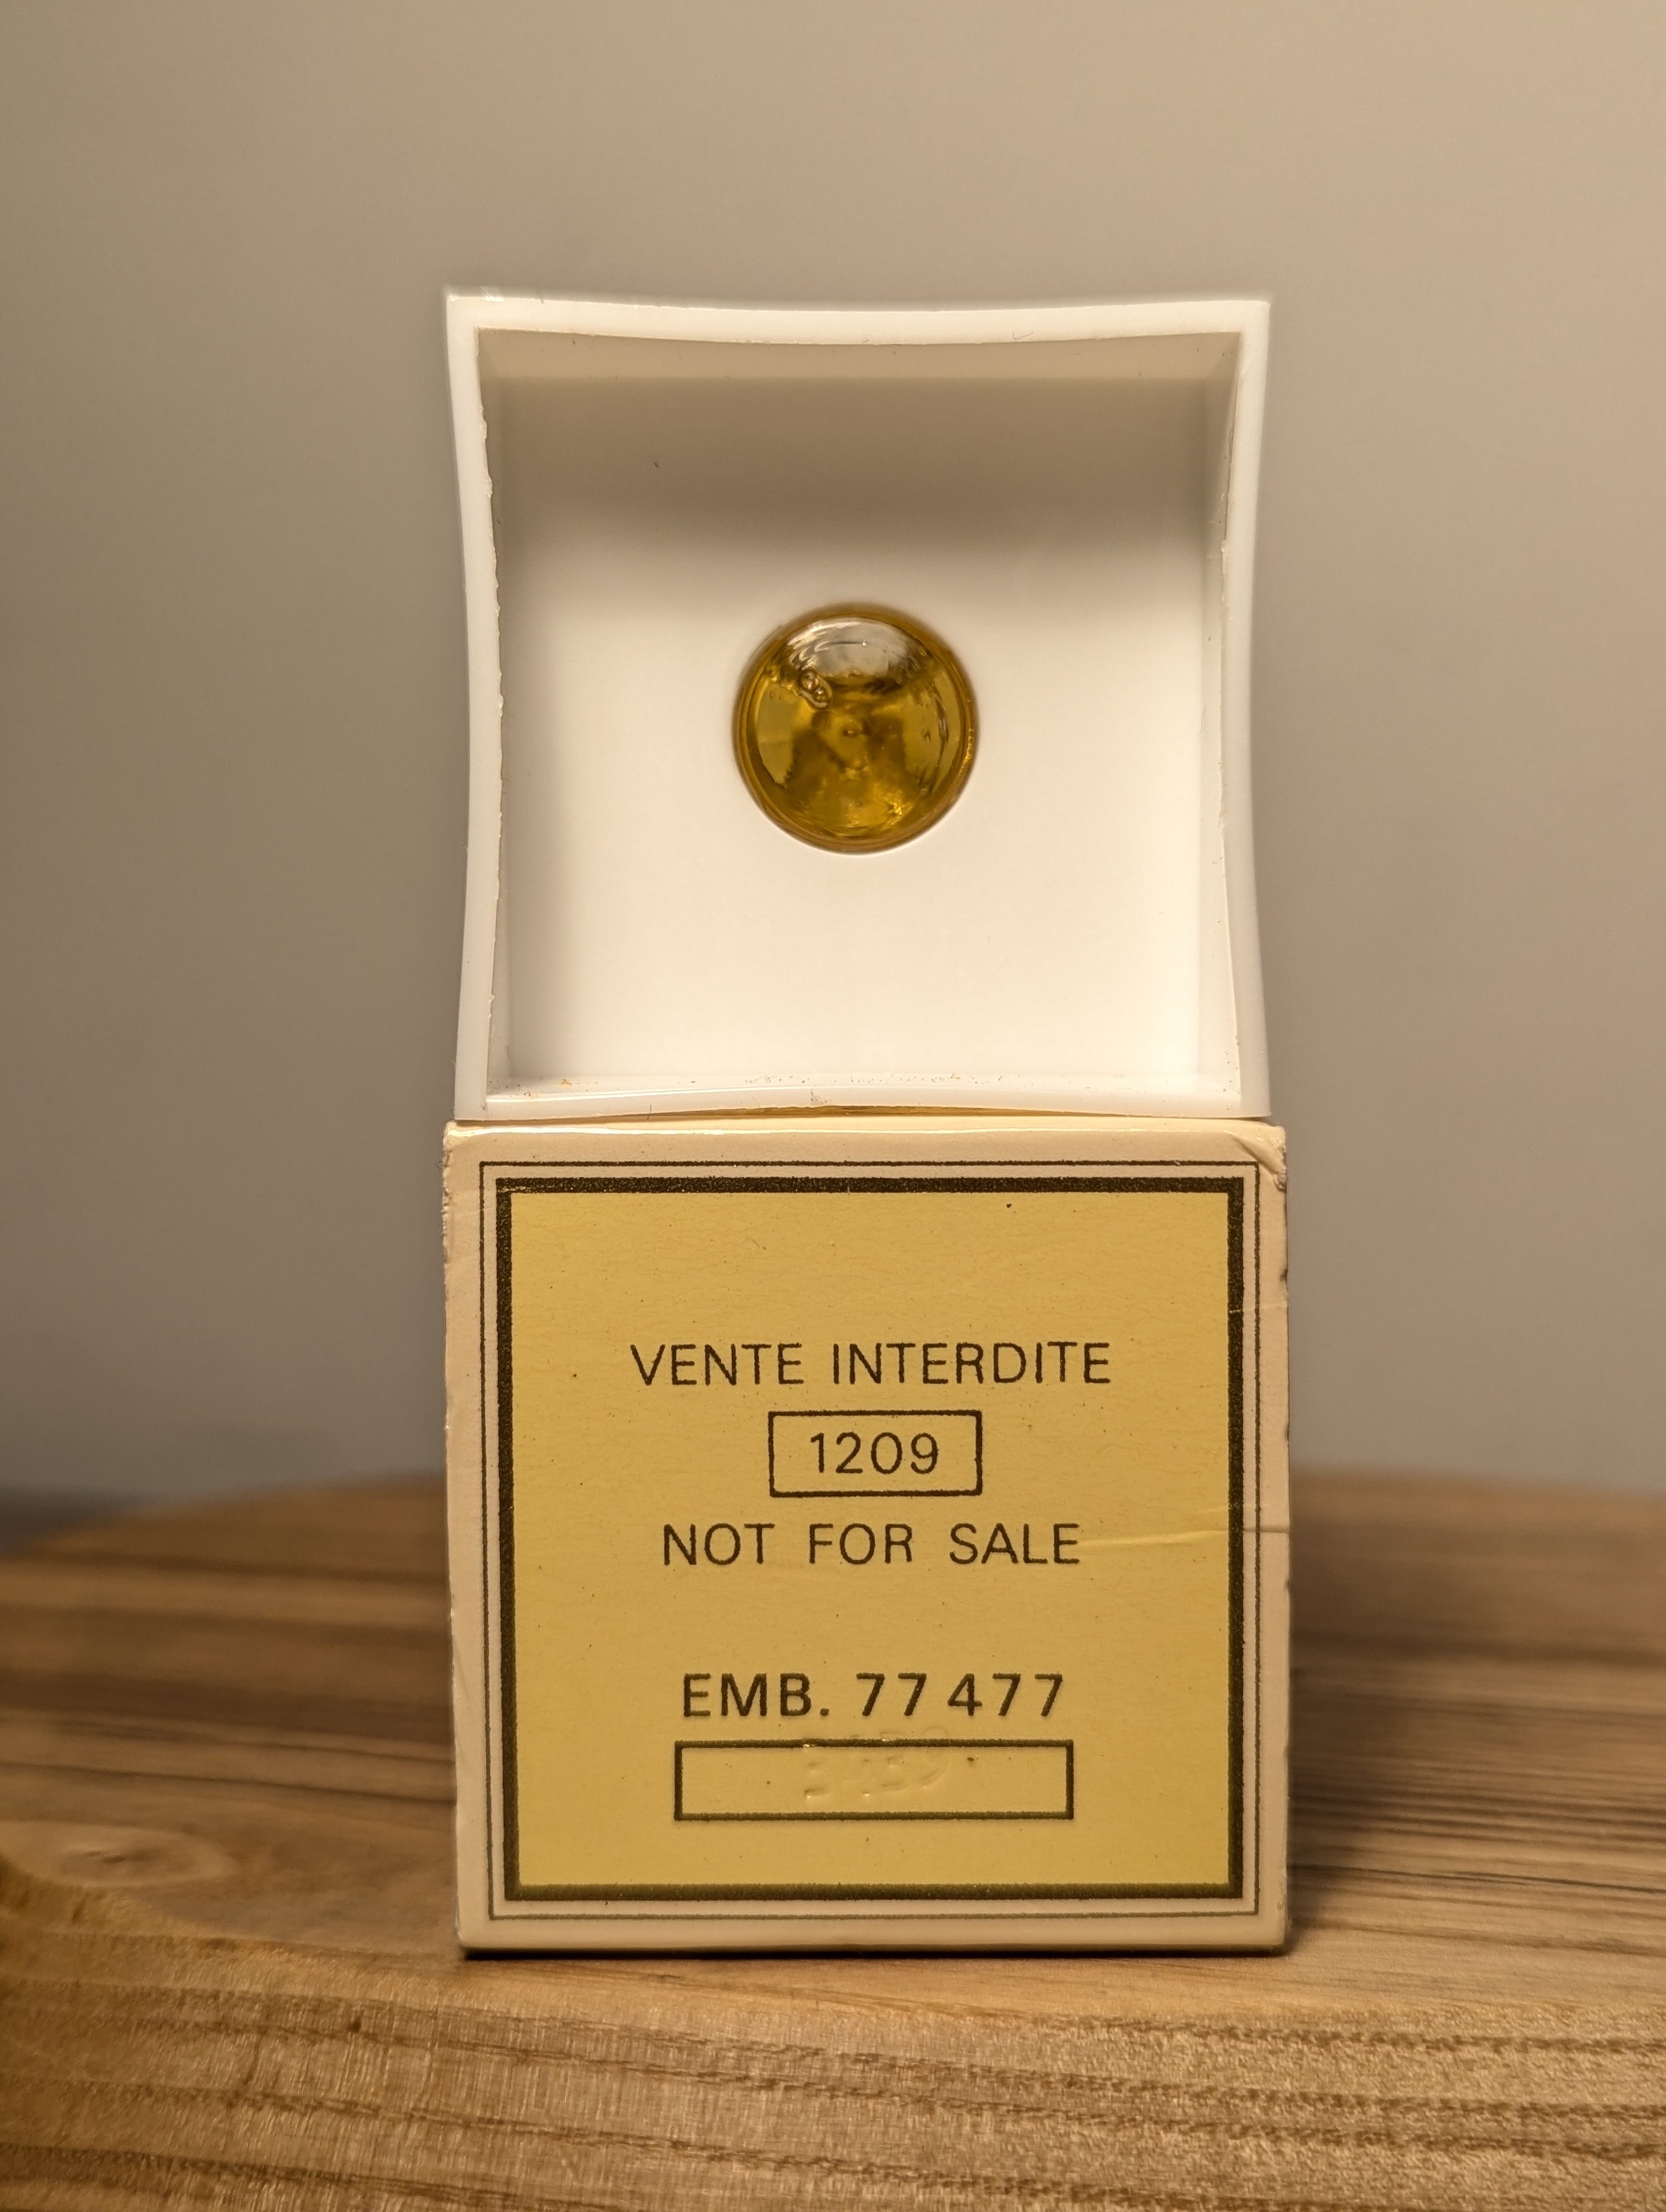 VENTE INTERDITE
1209
NOT FOR SALE
EMB. 77 477